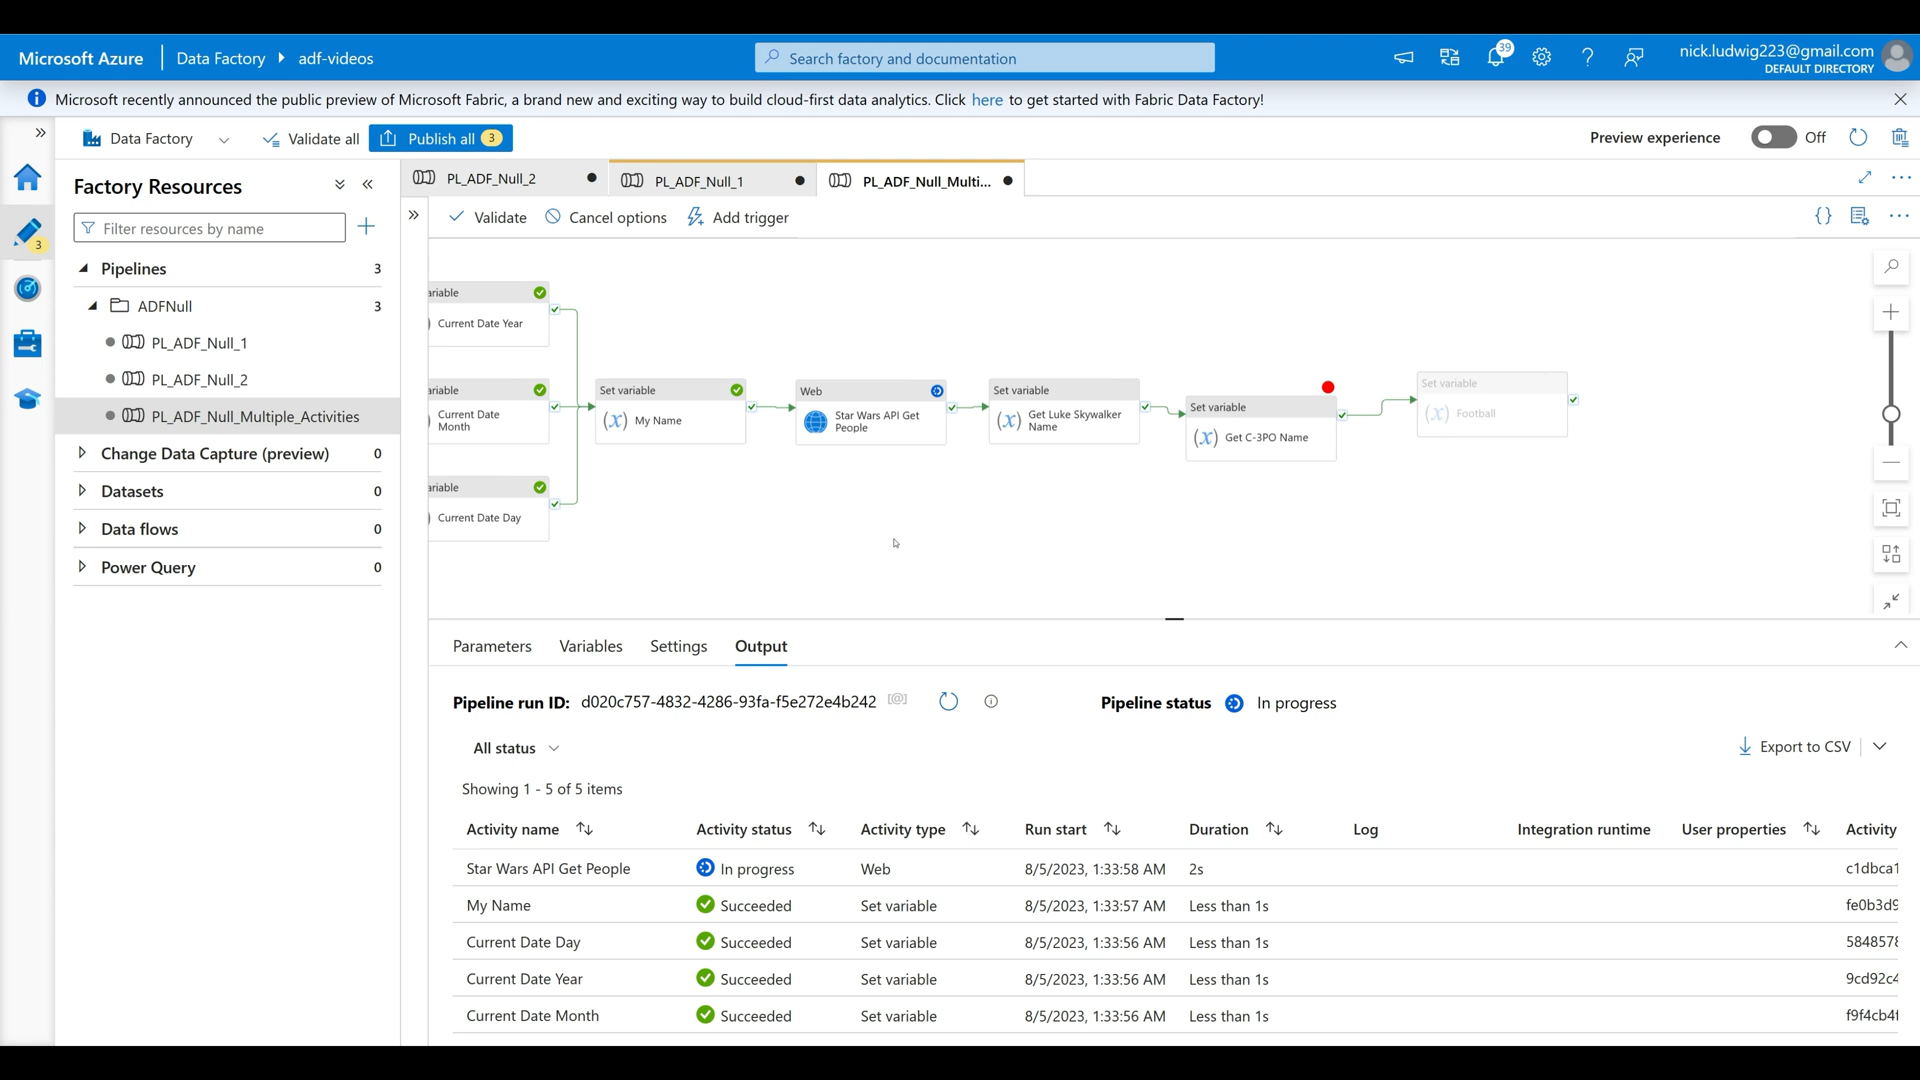 Microsoft Azure
Data Factory
adf-videos
Search factory and documentation
39
nick.ludwig223@gmail.com
DEFAULT DIRECTORY
Microsoft recently announced the public preview of Microsoft Fabric, a brand new and exciting way to build cloud-first data analytics. Click here to get started with Fabric Data Factory!
Data Factory
Validate all
Publish all 3
Preview experience
Off
Factory Resources
PL_ADF_Null_2
PL_ADF_Null_1
PL_ADF_Null_Multi...
Filter resources by name
Validate
Cancel options
Add trigger
3
Pipelines 3
ADFNull 3
PL_ADF_Null_1
PL_ADF_Null_2
PL_ADF_Null_Multiple_Activities
Change Data Capture (preview) 0
Datasets 0
Data flows 0
Power Query 0
ariable
Current Date Year
ariable
Current Date
Month
ariable
Current Date Day
Set variable
(x) My Name
Web
Star Wars API Get
People
Set variable
(x) Get Luke Skywalker
Name
Set variable
(x) Get C-3PO Name
Set variable
(x) Football
Parameters
Variables
Settings
Output
Pipeline run ID: d020c757-4832-4286-93fa-f5e272e4b242 [@]
Pipeline status In progress
All status
Export to CSV
Showing 1 - 5 of 5 items
Activity name Activity status Activity type Run start Duration Log Integration runtime User properties Activity
Star Wars API Get People In progress Web 8/5/2023, 1:33:58 AM 2s c1dbca1
My Name Succeeded Set variable 8/5/2023, 1:33:57 AM Less than 1s fe0b3d9
Current Date Day Succeeded Set variable 8/5/2023, 1:33:56 AM Less than 1s 5848578
Current Date Year Succeeded Set variable 8/5/2023, 1:33:56 AM Less than 1s 9cd92c4
Current Date Month Succeeded Set variable 8/5/2023, 1:33:56 AM Less than 1s f9f4cb4f